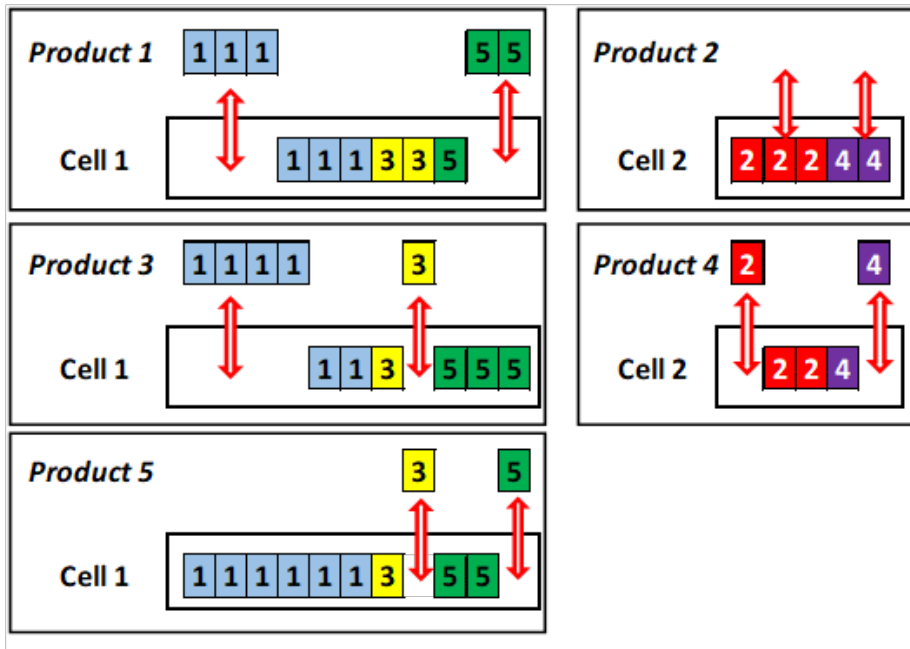 Product 1 1 1 1 5 5
Cell 1 1 1 1 3 3 5
Product 2
Cell 2 2 2 2 4 4
Product 3 1 1 1 1 3
Cell 1 1 1 3 5 5 5
Product 4 2 4
Cell 2 2 2 4
Product 5 3 5
Cell 1 1 1 1 1 1 1 3 5 5